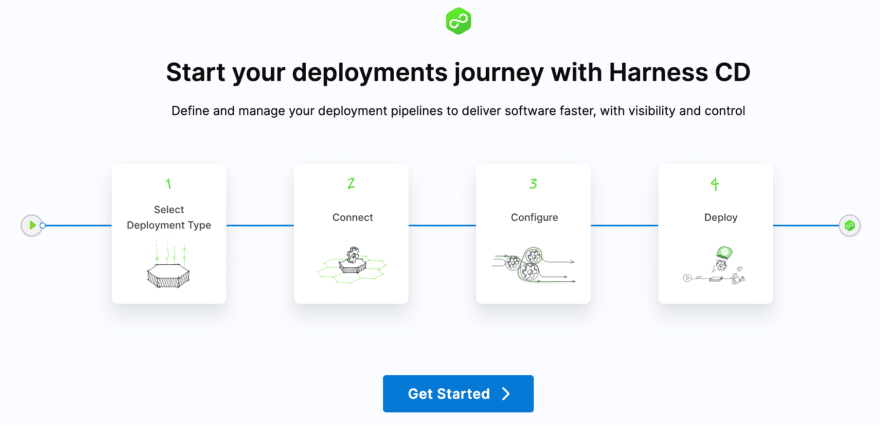 Start your deployments journey with Harness CD
Define and manage your deployment pipelines to deliver software faster, with visibility and control
1
Select
Deployment Type
2
Connect
3
Configure
4
Deploy
Get Started